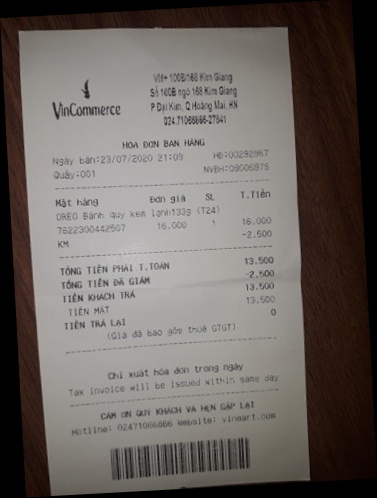 VinCommerce
VM+ 100B/168 Kim Giang
Số 100B ngõ 168 Kim Giang
P.Đại Kim, Q.Hoàng Mai, HN
024.71066866-27841
HÓA ĐƠN BÁN HÀNG
Ngày bán:23/07/2020 21:09 HĐ:00292867
Quầy:001 NVBH:09006979
Mặt hàng Đơn giá SL T.Tiền
OREO Bánh quy kem lạnh133g (T24)
7622300442507 16.000 1 16.000
KM -2.500
TỔNG TIỀN PHẢI T.TOÁN 13.500
TỔNG TIỀN ĐÃ GIẢM -2.500
TIỀN KHÁCH TRẢ 13.500
TIỀN MẶT 13.500
TIỀN TRẢ LẠI 0
(Giá đã bao gồm thuế GTGT)
Chỉ xuất hóa đơn trong ngày
Tax invoice will be issued within same day
CẢM ƠN QUÝ KHÁCH VÀ HẸN GẶP LẠI
Hotline: 02471066866 Website: vinmart.com